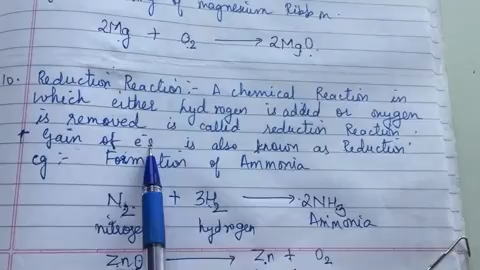 of magnesium Ribbon.
2Mg + O2 → 2MgO.
10. Reduction Reaction:- A chemical Reaction in
which either hydrogen is added or oxygen
is removed is called reduction Reaction.
* Gain of e-s is also known as Reduction.
eg:- Formation of Ammonia
N2 + 3H2 → 2NH3
nitroge hydrogen Ammonia
ZnO → Zn + O2